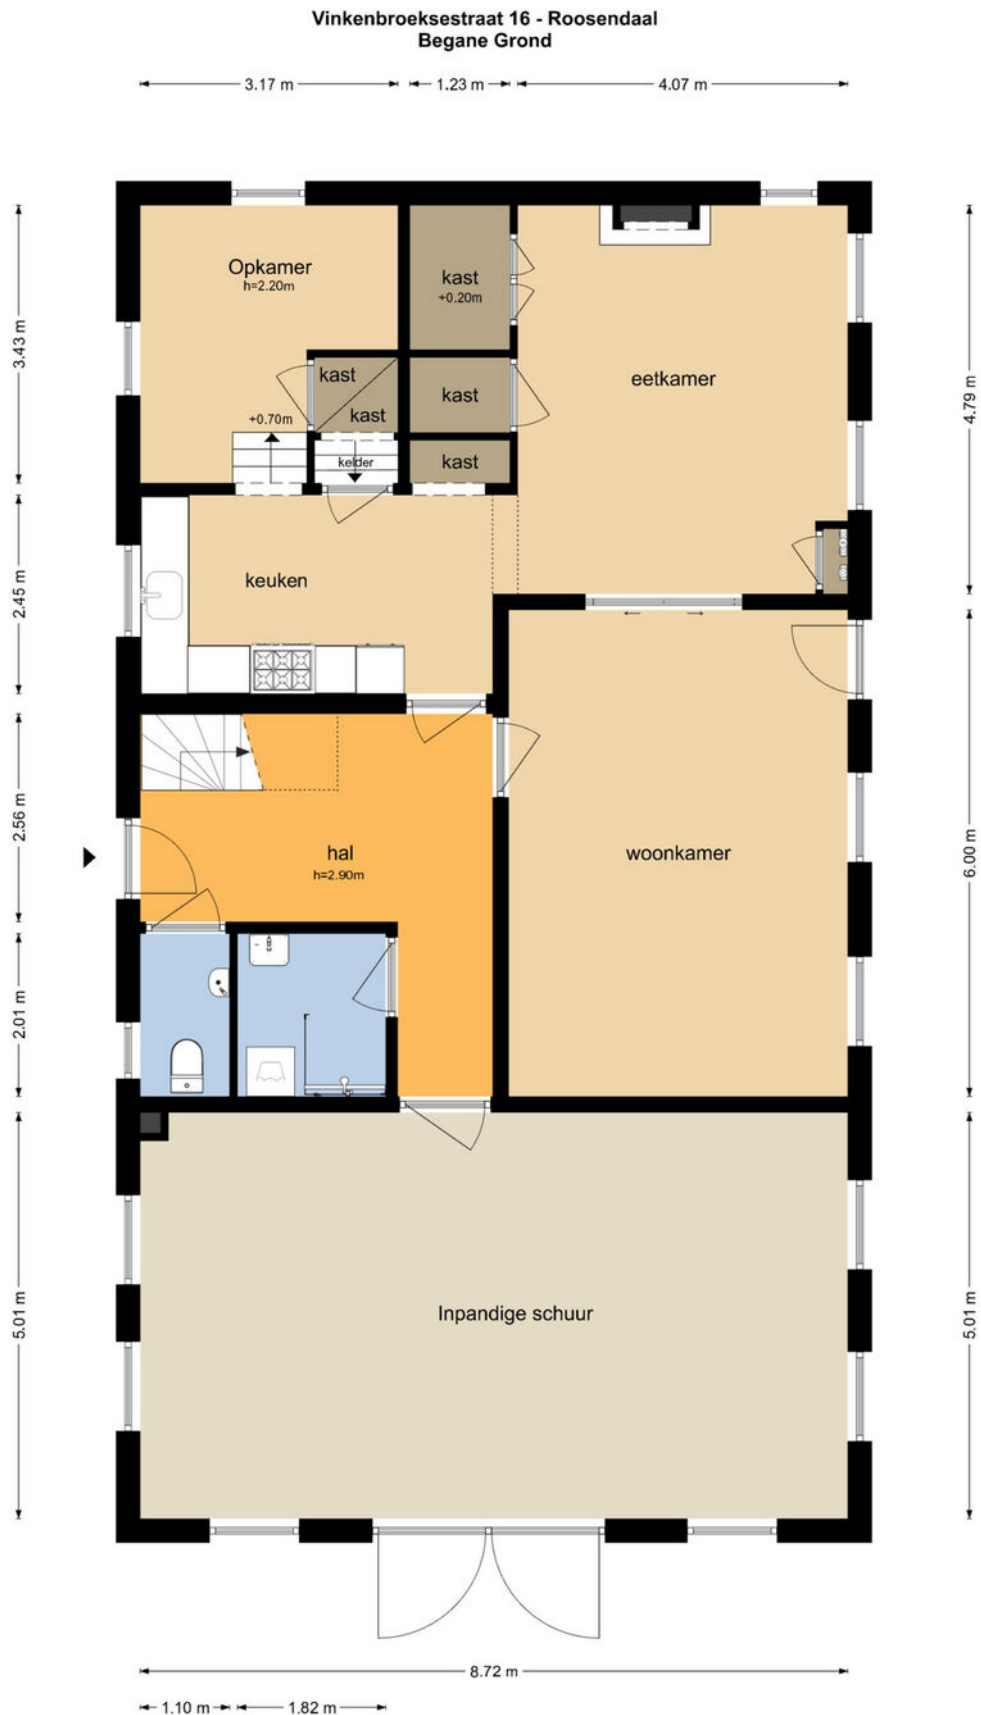 Vinkenbroeksestraat 16 - Roosendaal
Begane Grond
3.17 m
1.23 m
4.07 m
Opkamer
h=2.20m
kast
+0.20m
3.43 m
kast
kast
kast
eetkamer
4.79 m
+0.70m
kelder
kast
2.45 m
keuken
2.56 m
hal
h=2.90m
woonkamer
6.00 m
2.01 m
5.01 m
Inpandige schuur
5.01 m
8.72 m
1.10 m
1.82 m